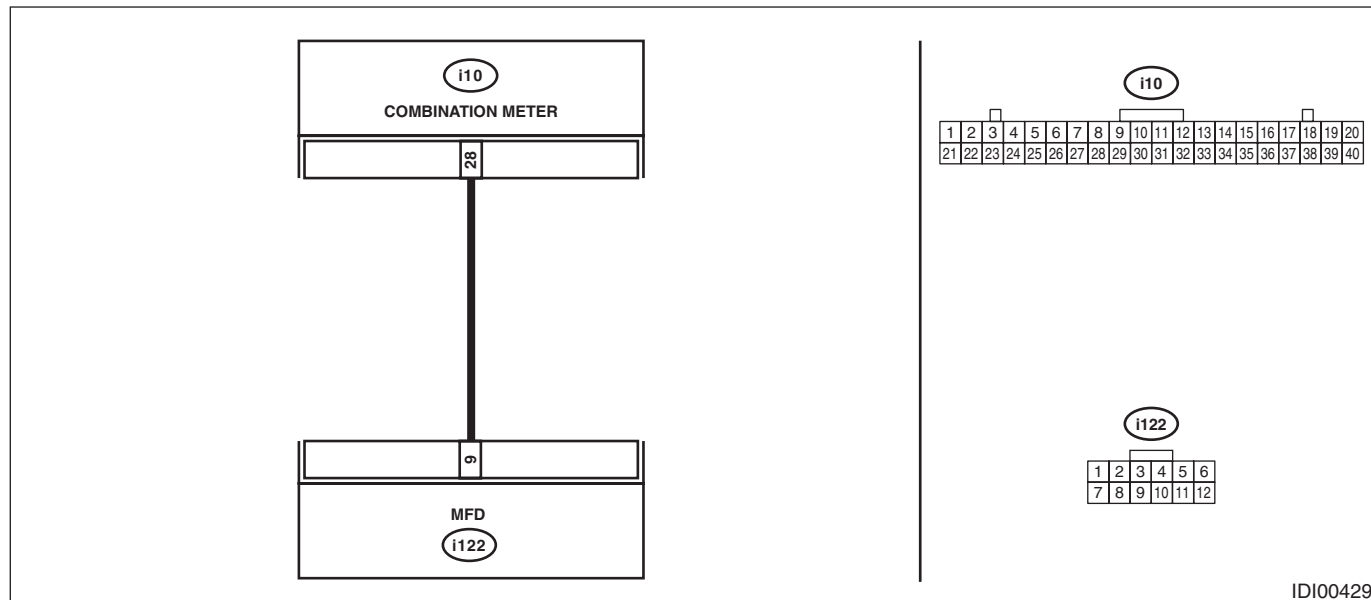 i10
COMBINATION METER
28
9
MFD
i122
i10
1 2 3 4 5 6 7 8 9 10 11 12 13 14 15 16 17 18 19 20
21 22 23 24 25 26 27 28 29 30 31 32 33 34 35 36 37 38 39 40
i122
1 2 3 4 5 6
7 8 9 10 11 12
IDI00429